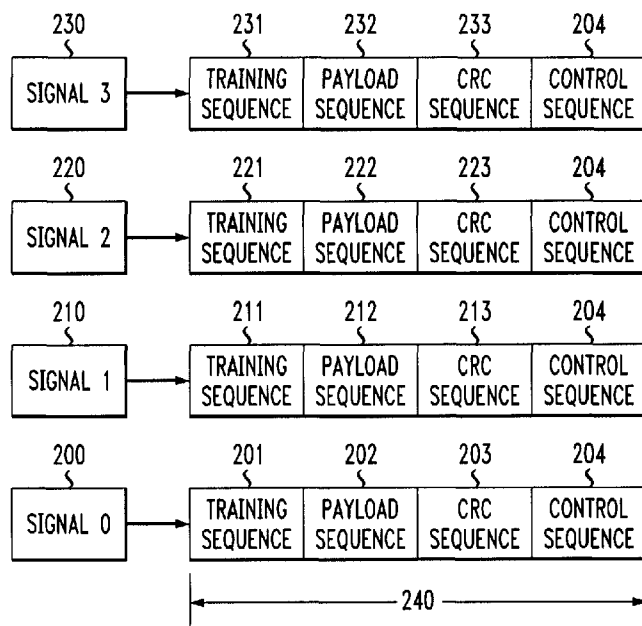 230 231 232 233 204
SIGNAL 3 TRAINING SEQUENCE PAYLOAD SEQUENCE CRC SEQUENCE CONTROL SEQUENCE
220 221 222 223 204
SIGNAL 2 TRAINING SEQUENCE PAYLOAD SEQUENCE CRC SEQUENCE CONTROL SEQUENCE
210 211 212 213 204
SIGNAL 1 TRAINING SEQUENCE PAYLOAD SEQUENCE CRC SEQUENCE CONTROL SEQUENCE
200 201 202 203 204
SIGNAL 0 TRAINING SEQUENCE PAYLOAD SEQUENCE CRC SEQUENCE CONTROL SEQUENCE
240